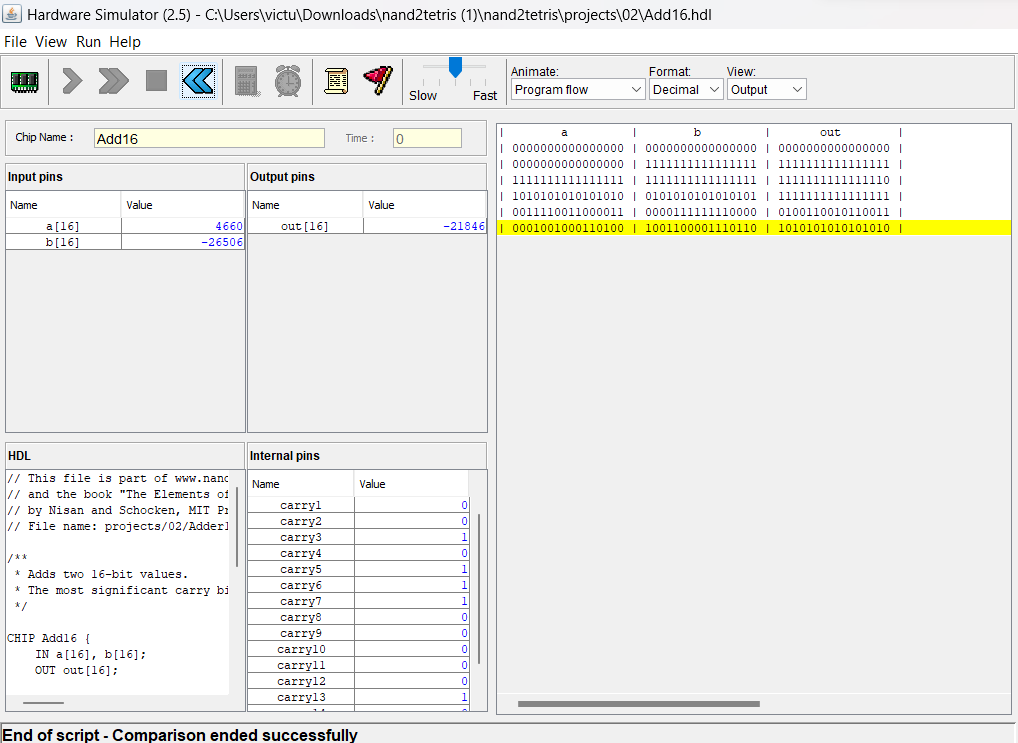 Hardware Simulator (2.5) - C:\Users\victu\Downloads\nand2tetris (1)\nand2tetris\projects\02\Add16.hdl
File View Run Help
Slow Fast
Animate: Format: View:
Program flow Decimal Output
Chip Name : Add16 Time : 0
Input pins
Name Value
a[16] 4660
b[16] -26506
Output pins
Name Value
out[16] -21846
HDL
// This file is part of www.nand
// and the book "The Elements of
// by Nisan and Schocken, MIT Pr
// File name: projects/02/Adder1
/**
* Adds two 16-bit values.
* The most significant carry bi
*/
CHIP Add16 {
IN a[16], b[16];
OUT out[16];
Internal pins
Name Value
carry1 0
carry2 0
carry3 1
carry4 0
carry5 1
carry6 1
carry7 1
carry8 0
carry9 0
carry10 0
carry11 0
carry12 0
carry13 1
| a | b | out |
| 0000000000000000 | 0000000000000000 | 0000000000000000 |
| 0000000000000000 | 1111111111111111 | 1111111111111111 |
| 1111111111111111 | 1111111111111111 | 1111111111111110 |
| 1010101010101010 | 0101010101010101 | 1111111111111111 |
| 0011110011000011 | 0000111111110000 | 0100110010110011 |
| 0001001000110100 | 1001100001110110 | 1010101010101010 |
End of script - Comparison ended successfully